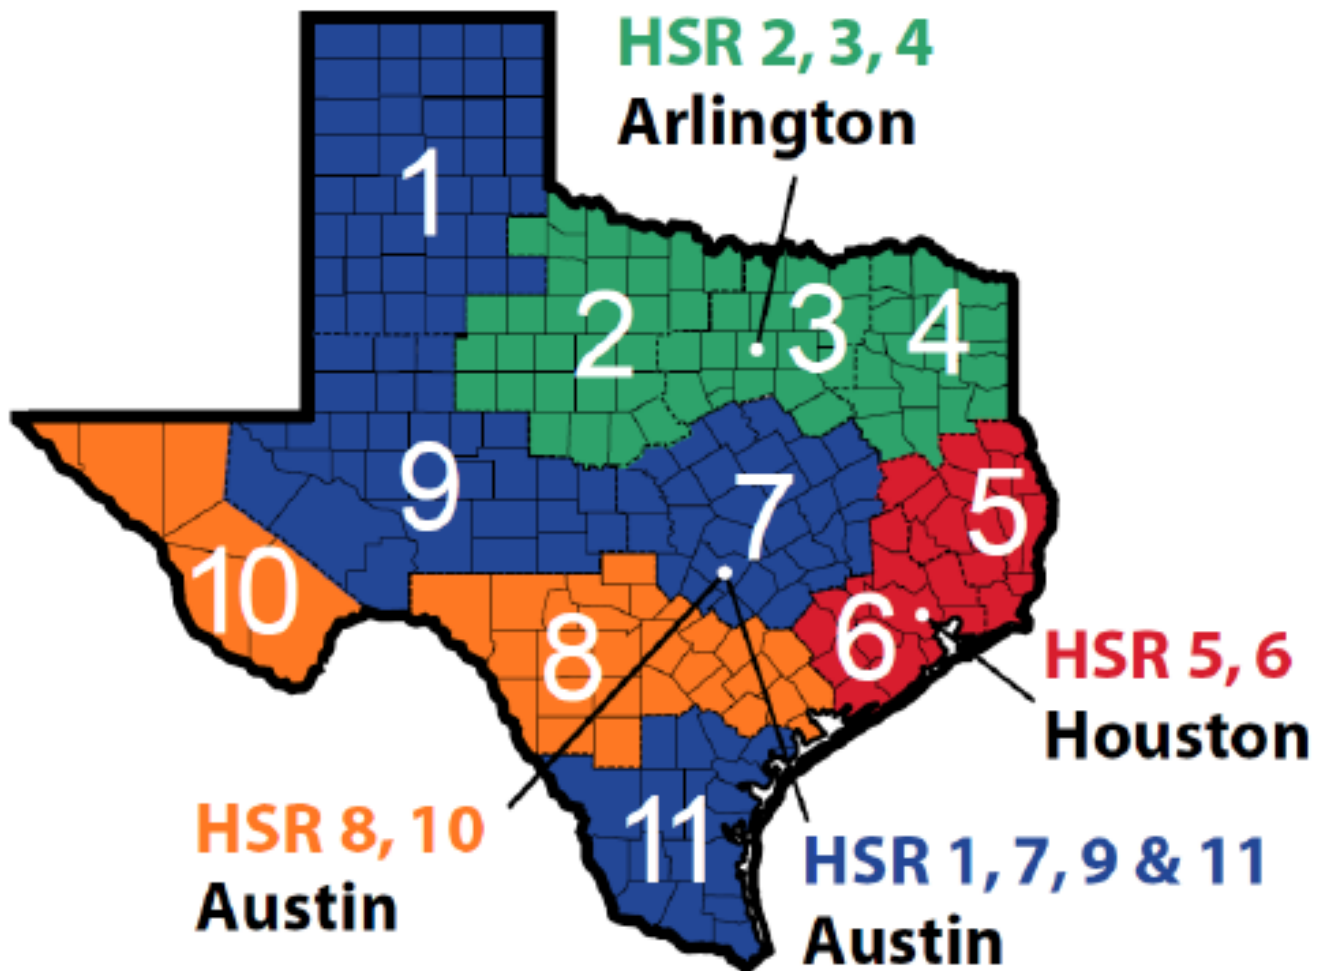 HSR 2, 3, 4
Arlington
1
2
3
4
9
7
5
10
8
6
HSR 5, 6
Houston
11
HSR 8, 10
Austin
HSR 1, 7, 9 & 11
Austin